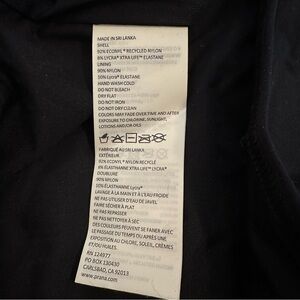 MADE IN SRI LANKA
SHELL
92% ECONYL® RECYCLED NYLON
8% LYCRA® XTRA LIFE™ ELASTANE
LINING
90% NYLON
10% Lycra® ELASTANE
HAND WASH COLD
DO NOT BLEACH
DRY FLAT
DO NOT IRON
DO NOT DRY CLEAN
COLORS MAY FADE OVER TIME AND AFTER
EXPOSURE TO CHLORINE, SUNLIGHT,
LOTIONS AND/OR OILS
FABRIQUÉ AU SRI LANKA
EXTÉRIEUR
92% ECONYL® NYLON RECYCLÉ
8% ÉLASTHANNE XTRA LIFE™ LYCRA®
DOUBLURE
90% NYLON
10% ÉLASTHANNE Lycra®
LAVAGE À LA MAIN ET À L'EAU FROIDE
NE PAS UTILISER D'EAU DE JAVEL
FAIRE SÉCHER À PLAT
NE PAS REPASSER
NE PAS NETTOYER À SEC
LES COULEURS PEUVENT SE DÉCOLORER AVEC
LE PASSAGE DU TEMPS OU APRÈS UNE
EXPOSITION AU CHLORE, SOLEIL, CRÈMES
ET/OU HUILES
RN 124977
PO BOX 130430
CARLSBAD, CA 92013
www.prana.com